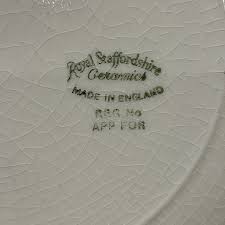 Royal Staffordshire
Ceramics
MADE IN ENGLAND
REG. No
APP FOR